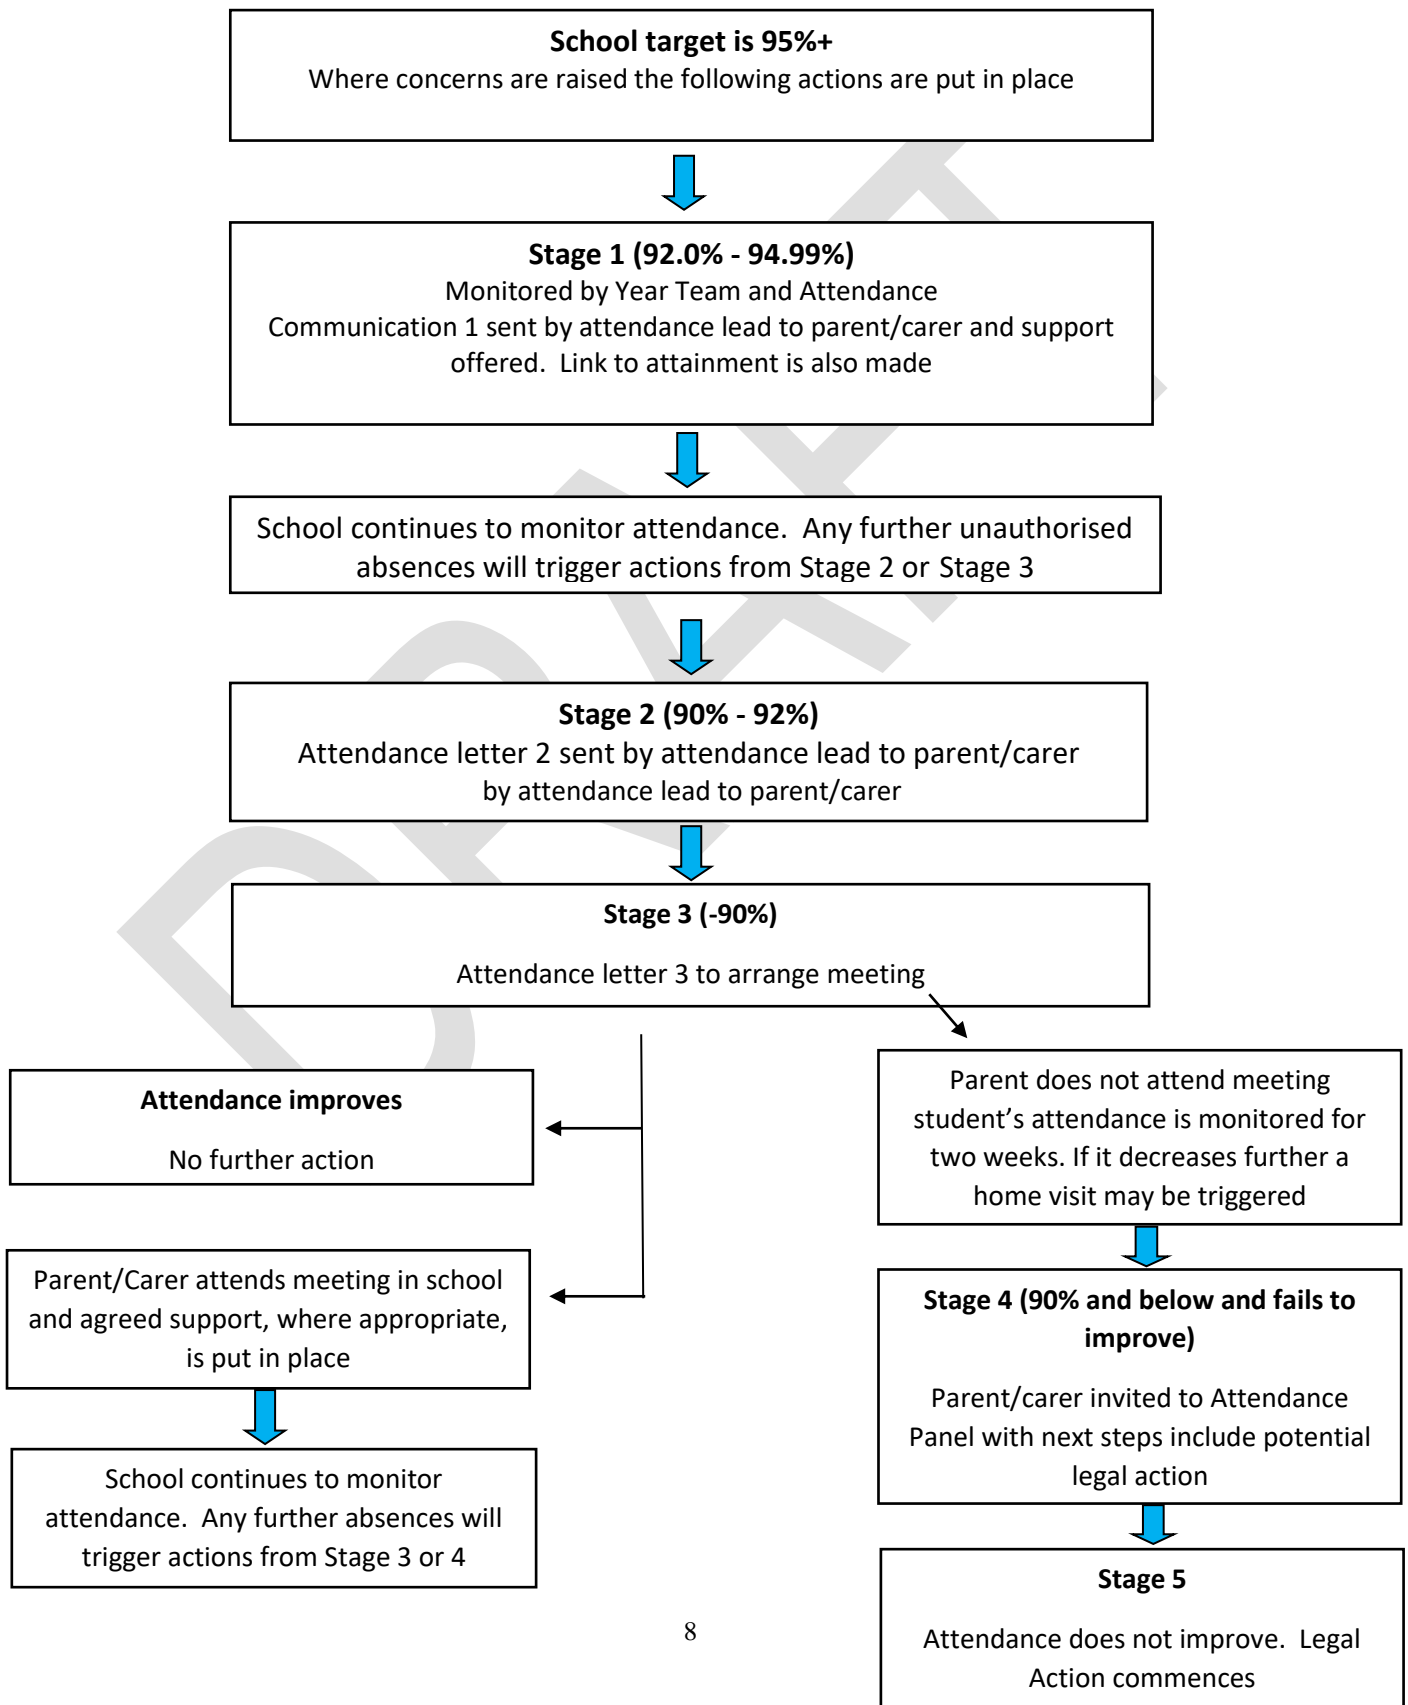 School target is 95%+
Where concerns are raised the following actions are put in place
Stage 1 (92.0% - 94.99%)
Monitored by Year Team and Attendance
Communication 1 sent by attendance lead to parent/carer and support
offered.  Link to attainment is also made
School continues to monitor attendance.  Any further unauthorised
absences will trigger actions from Stage 2 or Stage 3
Stage 2 (90% - 92%)
Attendance letter 2 sent by attendance lead to parent/carer
by attendance lead to parent/carer
Stage 3 (-90%)
Attendance letter 3 to arrange meeting
Attendance improves
No further action
Parent/Carer attends meeting in school
and agreed support, where appropriate,
is put in place
School continues to monitor
attendance.  Any further absences will
trigger actions from Stage 3 or 4
Parent does not attend meeting
student’s attendance is monitored for
two weeks. If it decreases further a
home visit may be triggered
Stage 4 (90% and below and fails to
improve)
Parent/carer invited to Attendance
Panel with next steps include potential
legal action
Stage 5
Attendance does not improve.  Legal
Action commences
8
DRAFT